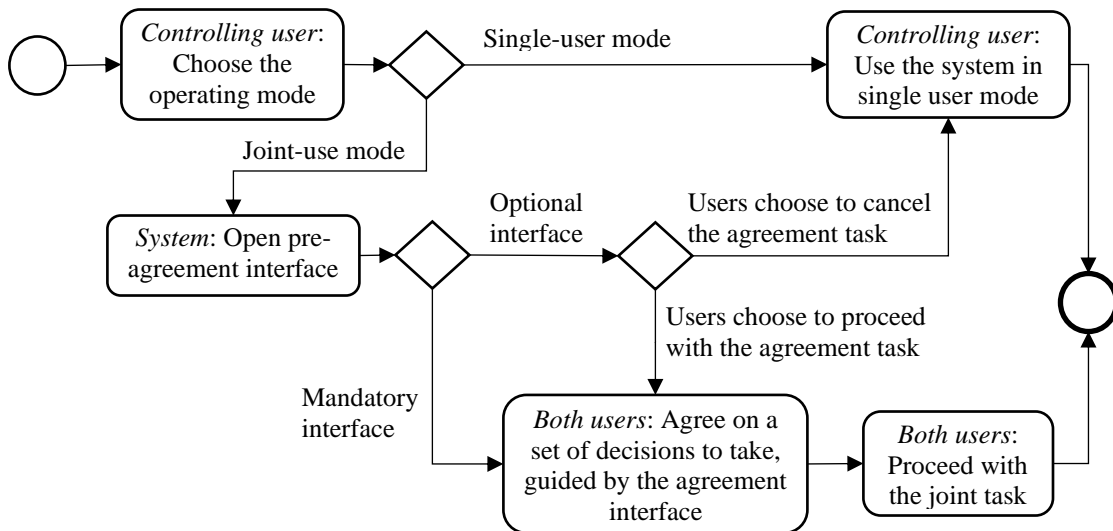 Controlling user:
Choose the
operating mode
Single-user mode
Controlling user:
Use the system in
single user mode
Joint-use mode
System: Open pre-
agreement interface
Optional
interface
Users choose to cancel
the agreement task
Users choose to proceed
with the agreement task
Mandatory
interface
Both users: Agree on a
set of decisions to take,
guided by the agreement
interface
Both users:
Proceed with
the joint task